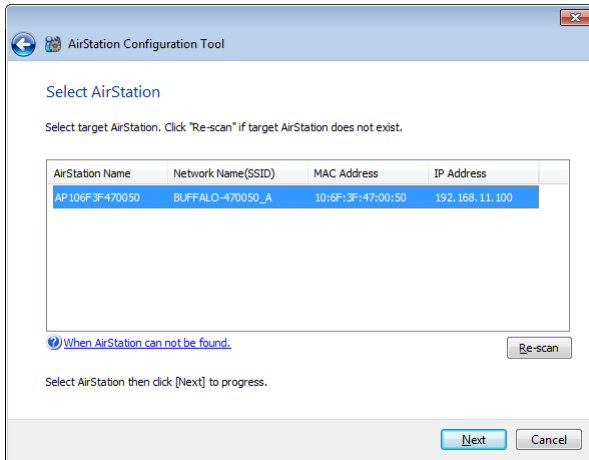 AirStation Configuration Tool
Select AirStation
Select target AirStation. Click "Re-scan" if target AirStation does not exist.
AirStation Name Network Name(SSID) MAC Address IP Address
AP106F3F470050 BUFFALO-470050_A 10:6F:3F:47:00:50 192.168.11.100
When AirStation can not be found.
Re-scan
Select AirStation then click [Next] to progress.
Next Cancel